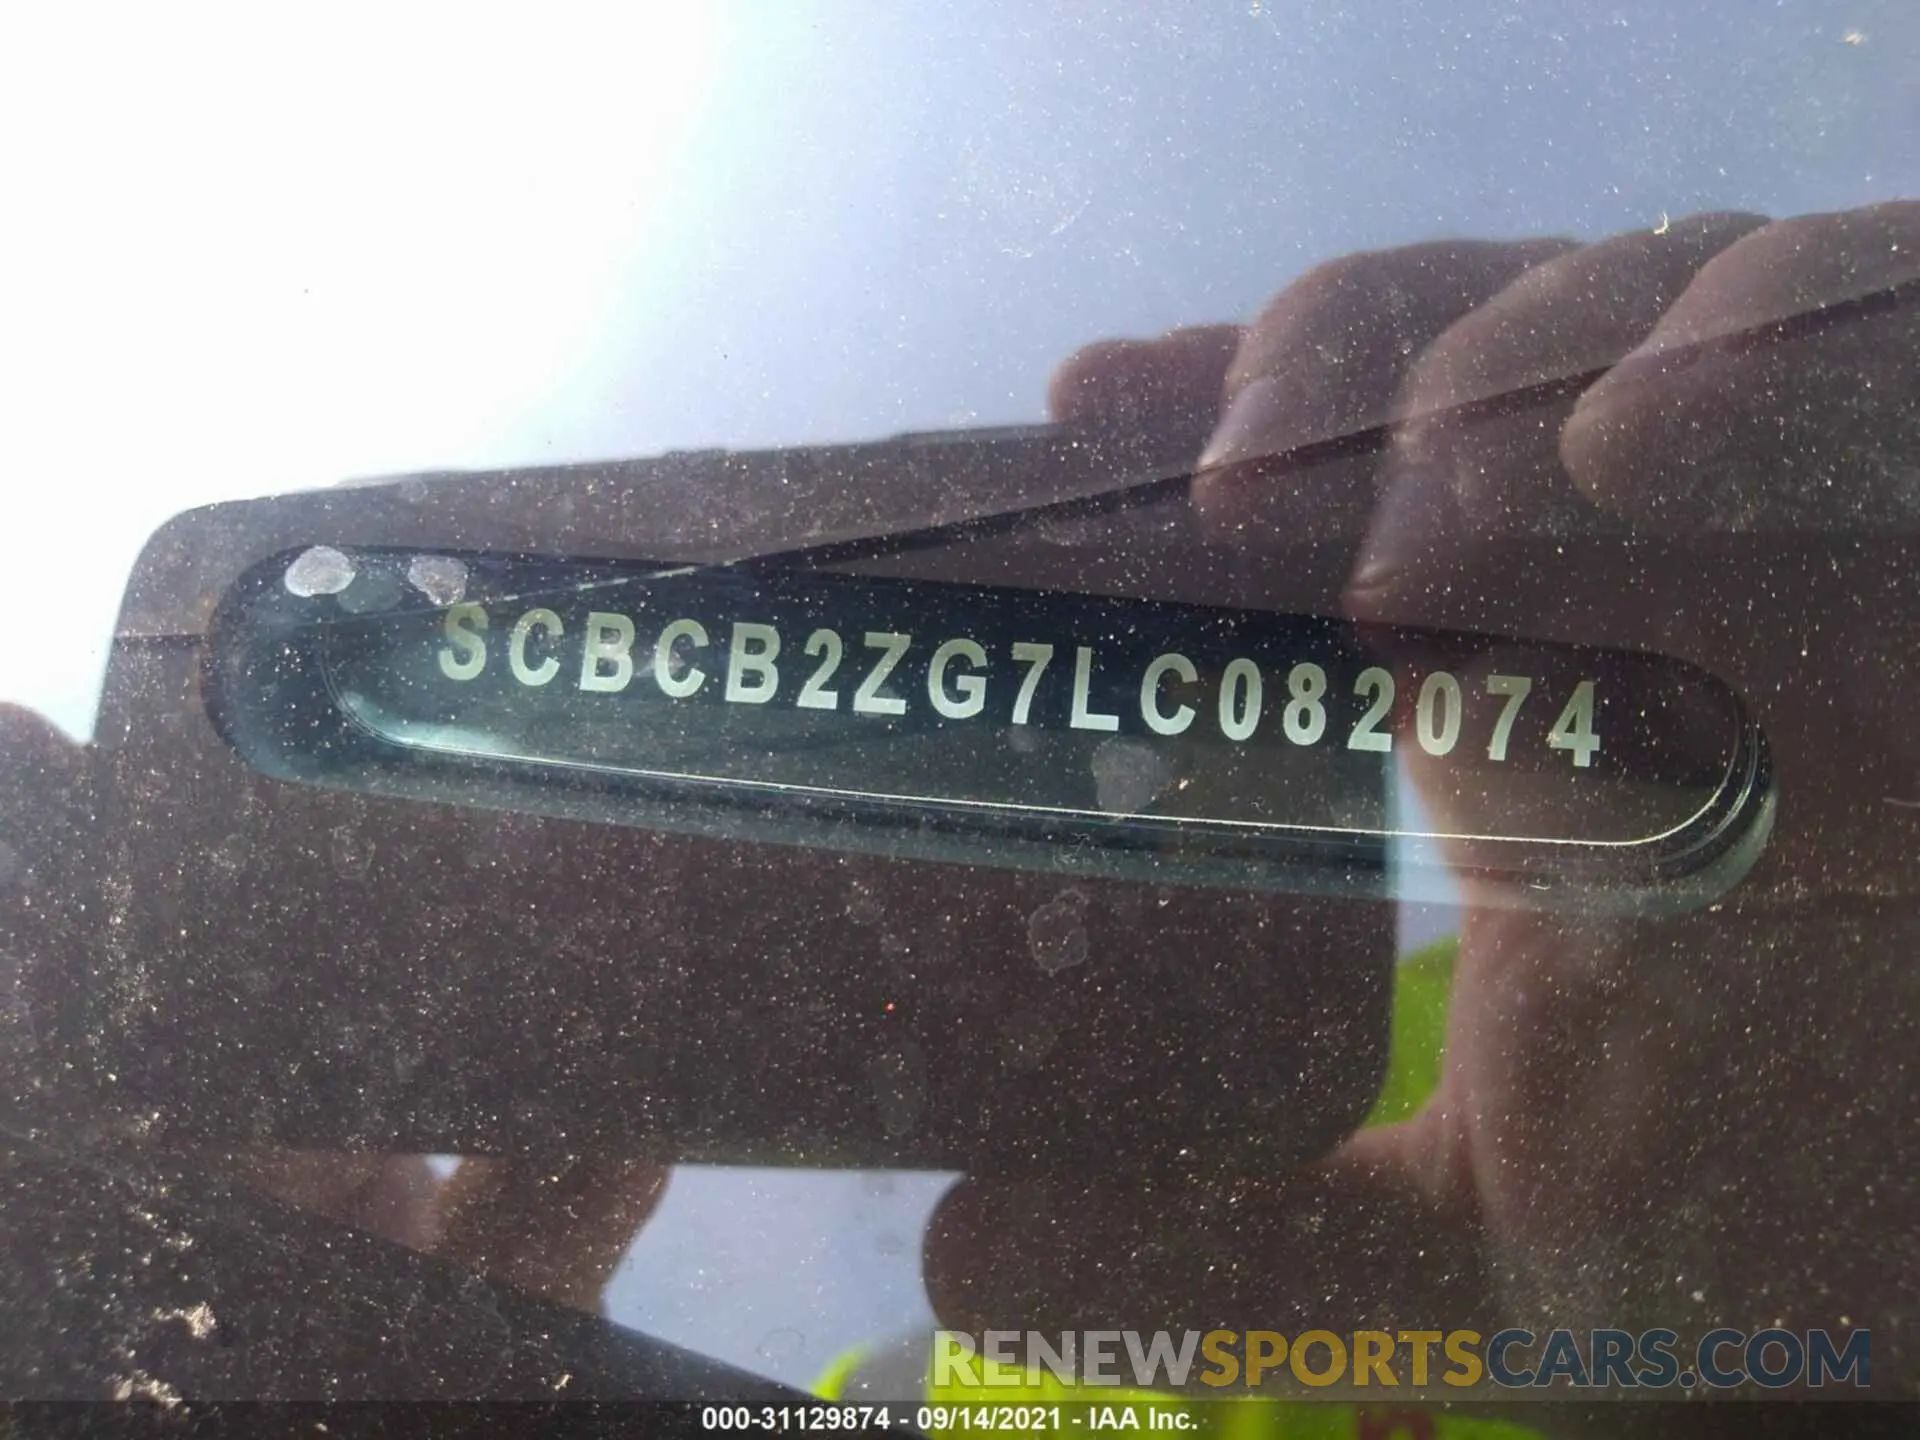 SCBCB2ZG7LC082074
RENEWSPORTSCARS.COM
000-31129874 - 09/14/2021 - IAA Inc.